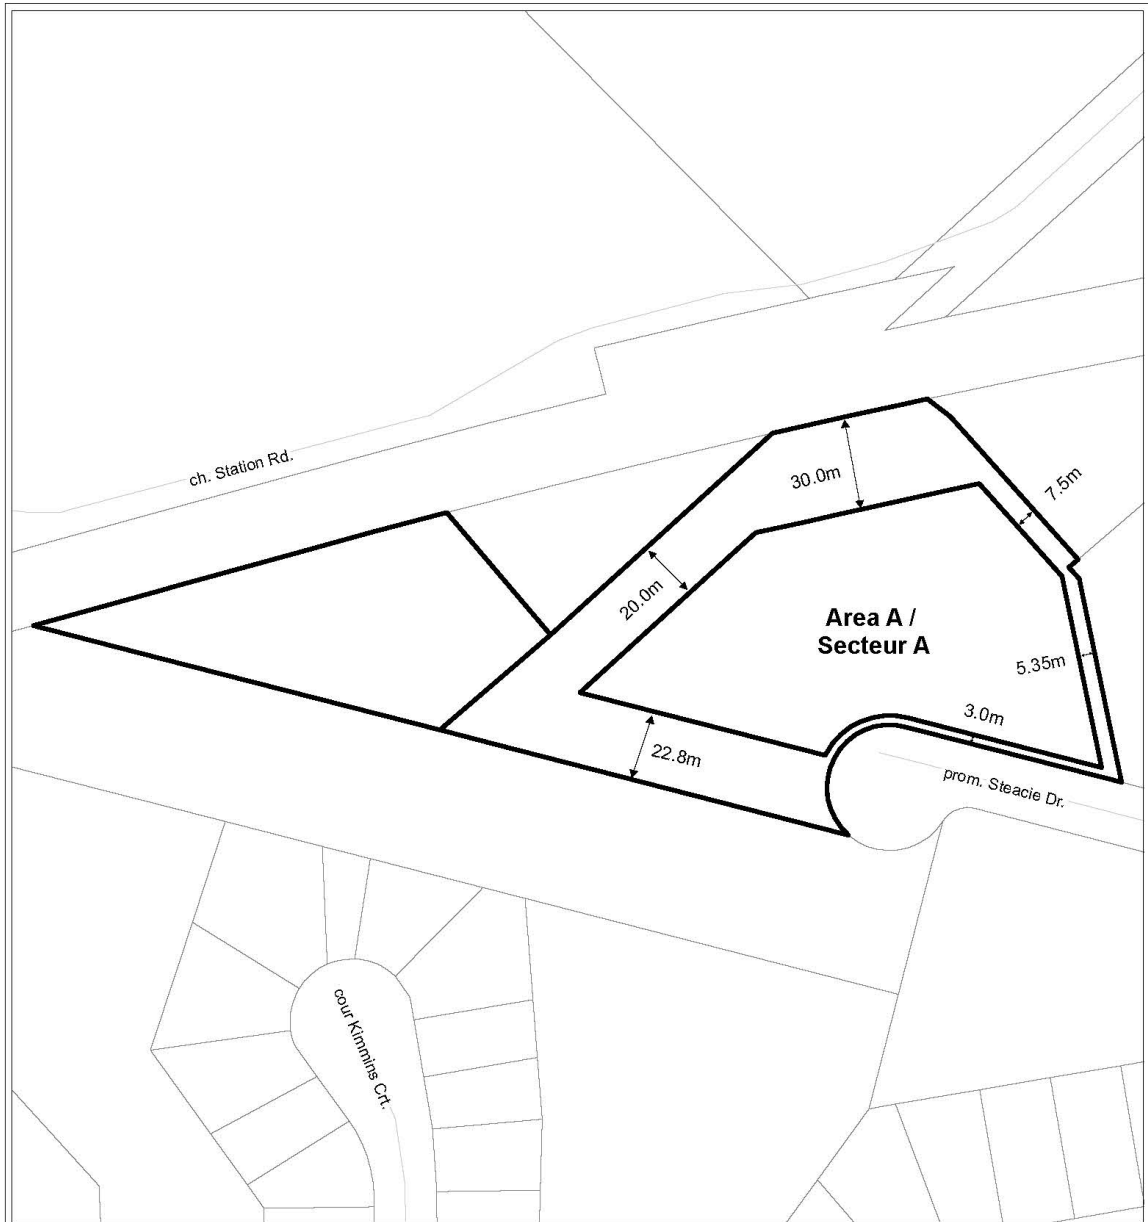 ch. Station Rd.
30.0m
7.5m
20.0m
Area A /
Secteur A
5.35m
3.0m
22.8m
prom. Steacie Dr.
cour Kimmins Crt.